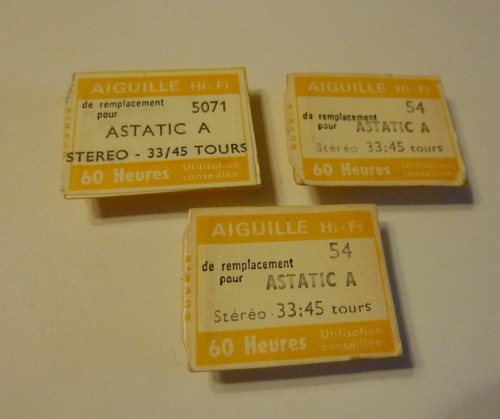 AIGUILLE Hi-Fi
de remplacement
pour
5071
ASTATIC A
STEREO - 33/45 TOURS
60 Heures
Utilisation
conseillée
OUVRIR
AIGUILLE Hi-Fi
54
de remplacement
pour
ASTATIC A
Stéréo 33:45 tours
60 Heures
Utilisation
conseillée
OUVRIR
AIGUILLE Hi-Fi
54
de remplacement
pour
ASTATIC A
Stéréo - 33:45 tours
60 Heures
Utilisation
conseillée